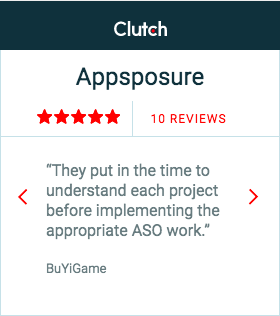 Clutch
Appsposure
10 REVIEWS
“They put in the time to
understand each project
before implementing the
appropriate ASO work.”
BuYiGame